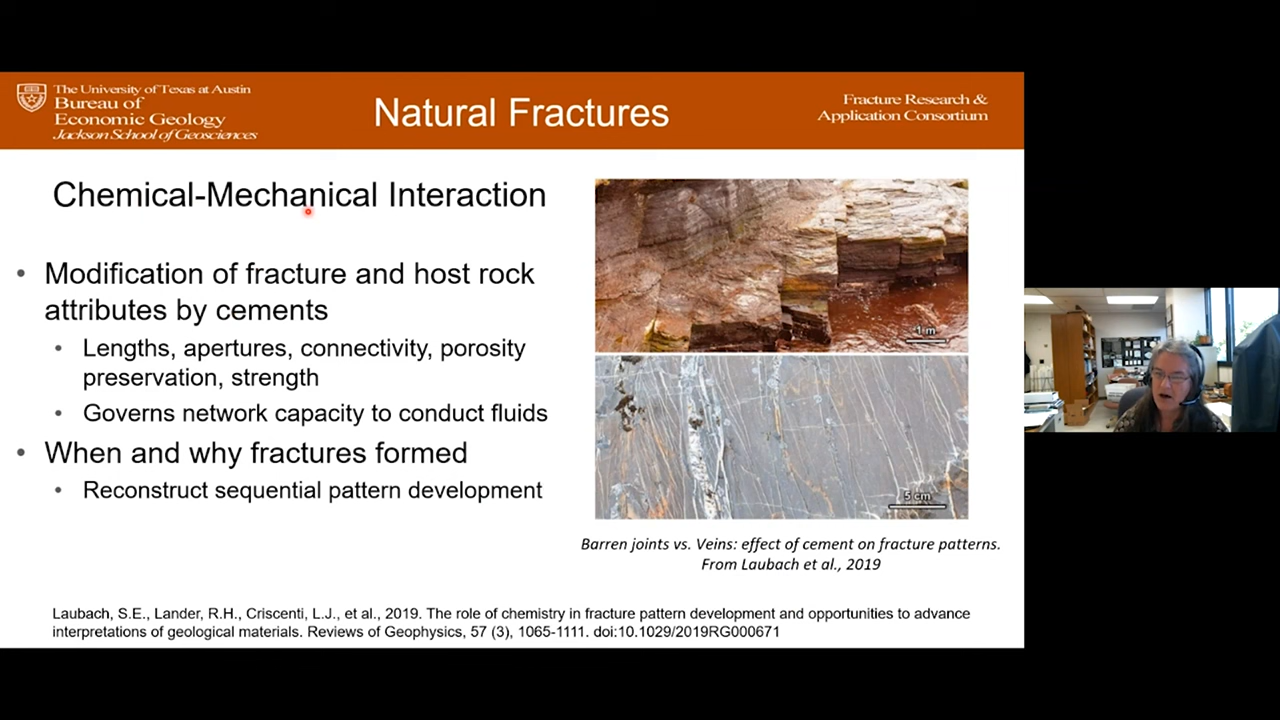 The University of Texas at Austin
Bureau of
Economic Geology
Jackson School of Geosciences
Natural Fractures
Fracture Research &
Application Consortium
Chemical-Mechanical Interaction
• Modification of fracture and host rock
attributes by cements
• Lengths, apertures, connectivity, porosity
preservation, strength
• Governs network capacity to conduct fluids
• When and why fractures formed
• Reconstruct sequential pattern development
1 m
5 cm
Barren joints vs. Veins: effect of cement on fracture patterns.
From Laubach et al., 2019
Laubach, S.E., Lander, R.H., Criscenti, L.J., et al., 2019. The role of chemistry in fracture pattern development and opportunities to advance
interpretations of geological materials. Reviews of Geophysics, 57 (3), 1065-1111. doi:10.1029/2019RG000671